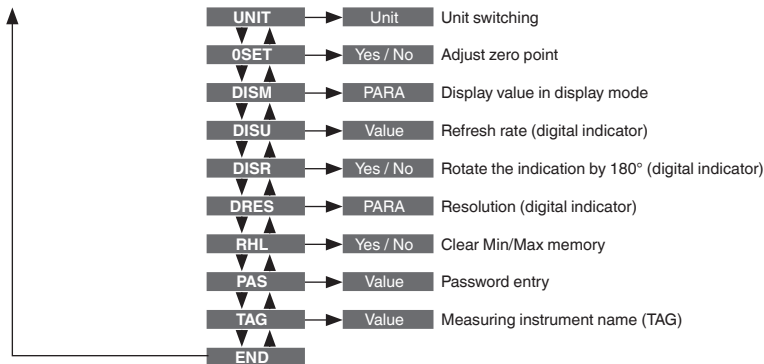 UNIT Unit Unit switching
0SET Yes / No Adjust zero point
DISM PARA Display value in display mode
DISU Value Refresh rate (digital indicator)
DISR Yes / No Rotate the indication by 180° (digital indicator)
DRES PARA Resolution (digital indicator)
RHL Yes / No Clear Min/Max memory
PAS Value Password entry
TAG Value Measuring instrument name (TAG)
END